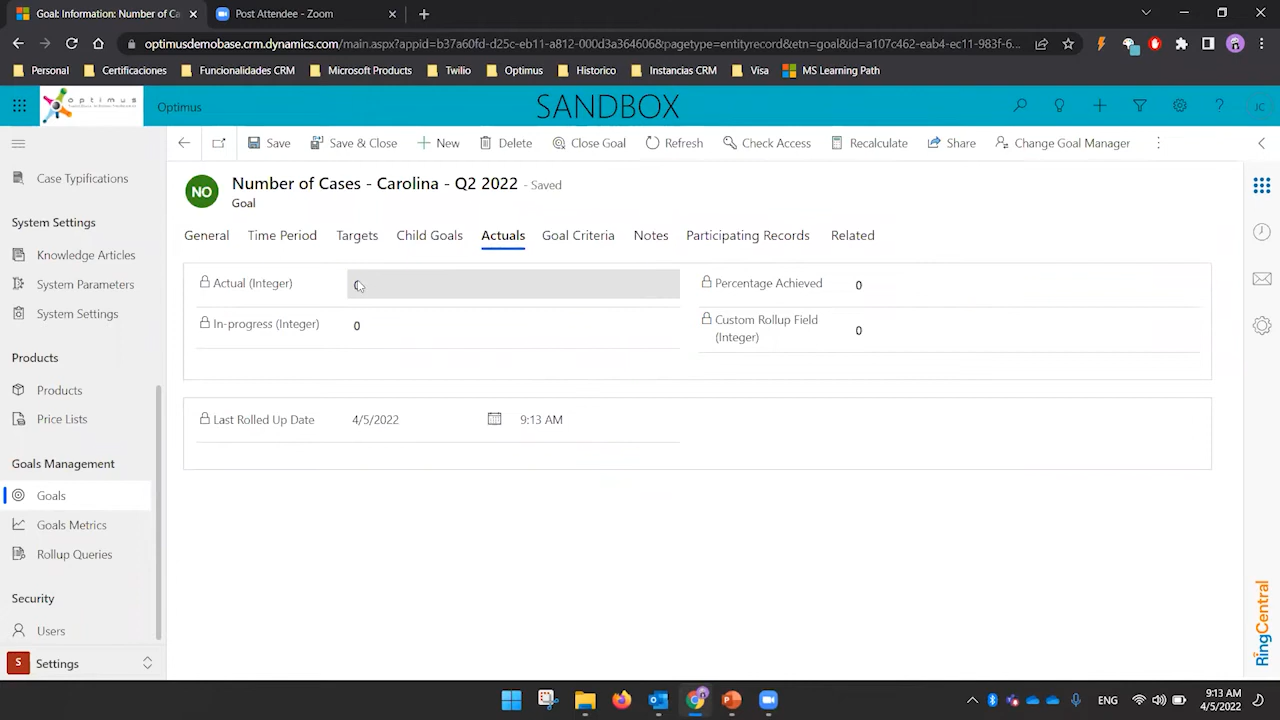 Goal: Information: Number of Ca
Post Attendee - Zoom
optimusdemobase.crm.dynamics.com/main.aspx?appid=b37a60fd-d25c-eb11-a812-000d3a364606&pagetype=entityrecord&etn=goal&id=a107c462-eab4-ec11-983f-6...
Personal
Certificaciones
Funcionalidades CRM
Microsoft Products
Twilio
Optimus
Historico
Instancias CRM
Visa
MS Learning Path
optimus
Optimus
SANDBOX
JC
Save
Save & Close
New
Delete
Close Goal
Refresh
Check Access
Recalculate
Share
Change Goal Manager
NO
Number of Cases - Carolina - Q2 2022 - Saved
Goal
General
Time Period
Targets
Child Goals
Actuals
Goal Criteria
Notes
Participating Records
Related
Actual (Integer)
0
Percentage Achieved
0
In-progress (Integer)
0
Custom Rollup Field
(Integer)
0
Last Rolled Up Date
4/5/2022
9:13 AM
Case Typifications
System Settings
Knowledge Articles
System Parameters
System Settings
Products
Products
Price Lists
Goals Management
Goals
Goals Metrics
Rollup Queries
Security
Users
S
Settings
RingCentral
ENG
9:13 AM
4/5/2022